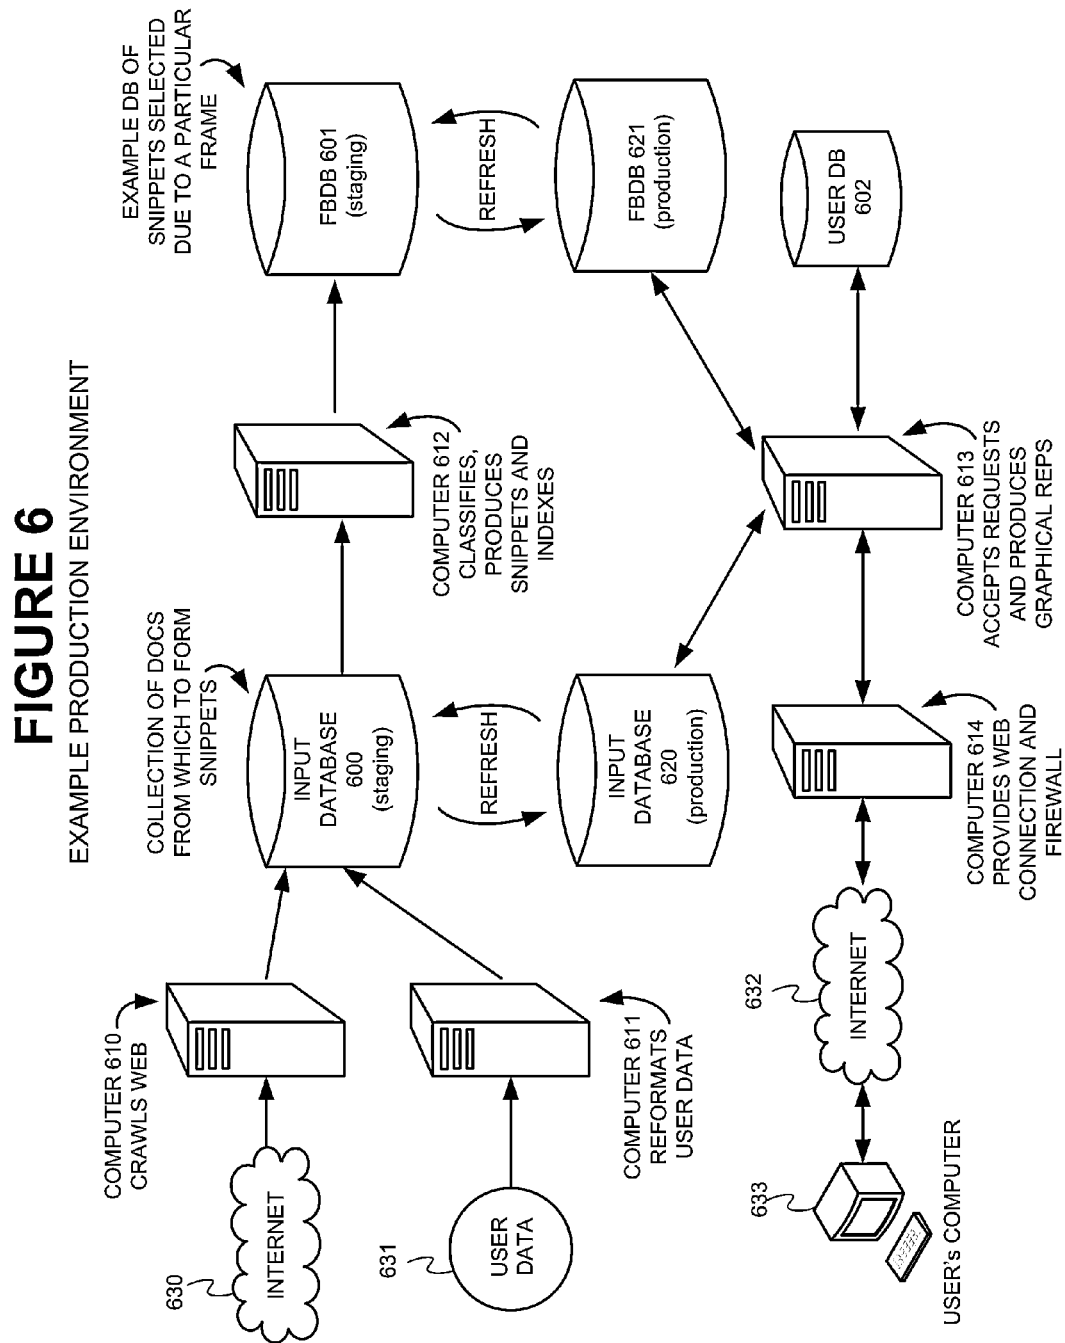 FIGURE 6
EXAMPLE PRODUCTION ENVIRONMENT
COMPUTER 610
CRAWLS WEB
630
INTERNET
COLLECTION OF DOCS
FROM WHICH TO FORM
SNIPPETS
INPUT
DATABASE
600
(staging)
COMPUTER 612
CLASSIFIES,
PRODUCES
SNIPPETS AND
INDEXES
EXAMPLE DB OF
SNIPPETS SELECTED
DUE TO A PARTICULAR
FRAME
FBDB 601
(staging)
631
USER
DATA
COMPUTER 611
REFORMATS
USER DATA
REFRESH
REFRESH
INPUT
DATABASE
620
(production)
FBDB 621
(production)
633
USER's COMPUTER
632
INTERNET
COMPUTER 614
PROVIDES WEB
CONNECTION AND
FIREWALL
COMPUTER 613
ACCEPTS REQUESTS
AND PRODUCES
GRAPHICAL REPS
USER DB
602